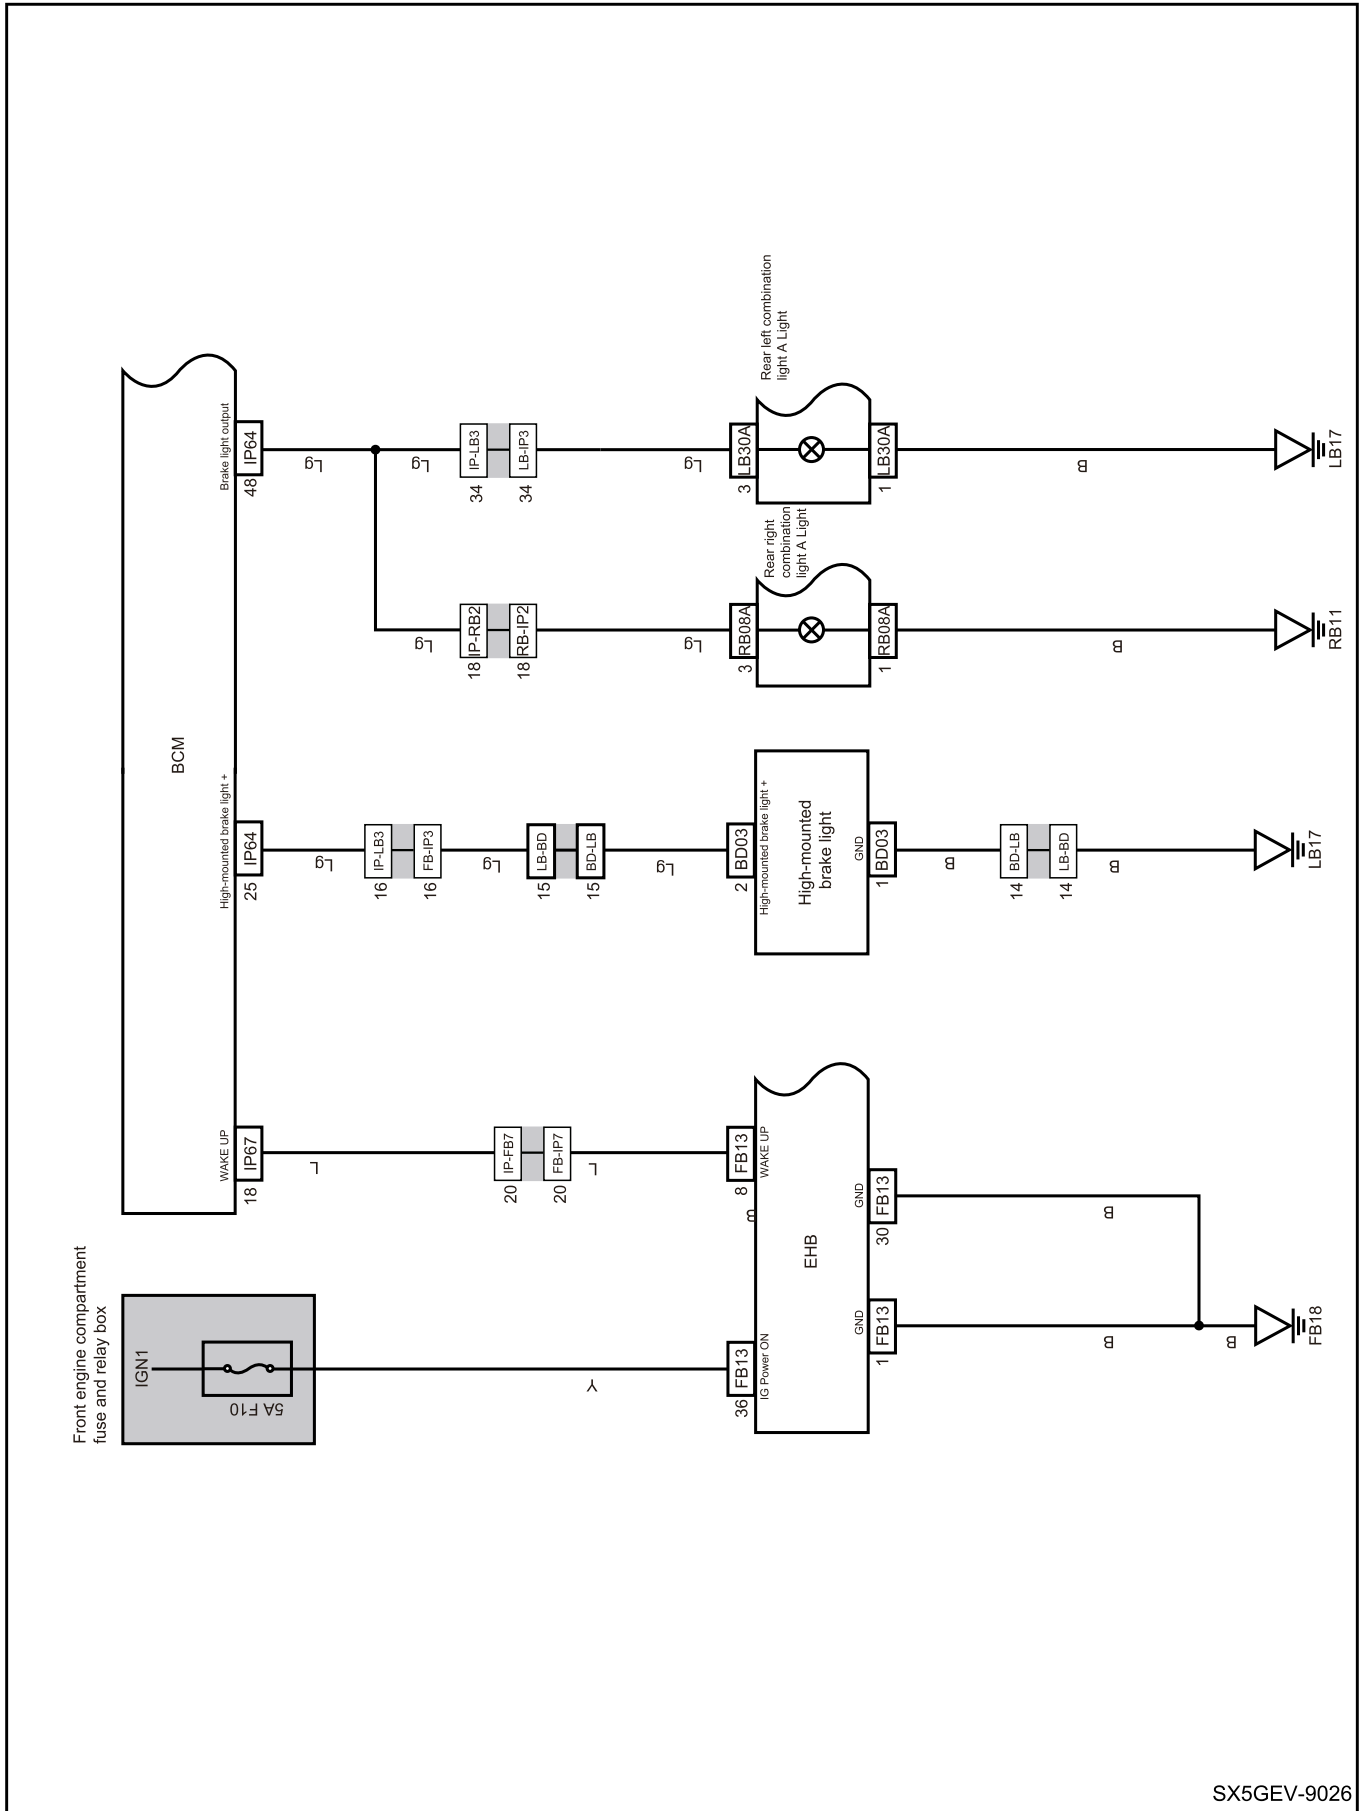 Front engine compartment
fuse and relay box
IGN1
5A F10
BCM
WAKE UP
18 IP67
High-mounted brake light +
25 IP64
Brake light output
48 IP64
L
Lg
Lg
Lg
Lg
16 IP-LB3
16 FB-IP3
34 IP-LB3
34 LB-IP3
18 IP-RB2
18 RB-IP2
20 IP-FB7
20 FB-IP7
Lg
15 LB-BD
15 BD-LB
Y
L
Lg
Lg
Lg
36 FB13
IG Power ON
8 FB13
WAKE UP
B
EHB
GND
1 FB13
GND
30 FB13
2 BD03
High-mounted brake light +
High-mounted
brake light
GND
1 BD03
Rear right
combination
light A Light
3 RB08A
1 RB08A
Rear left combination
light A Light
3 LB30A
1 LB30A
B
14 BD-LB
14 LB-BD
B
B
B
B
B
B
FB18
LB17
RB11
LB17
SX5GEV-9026